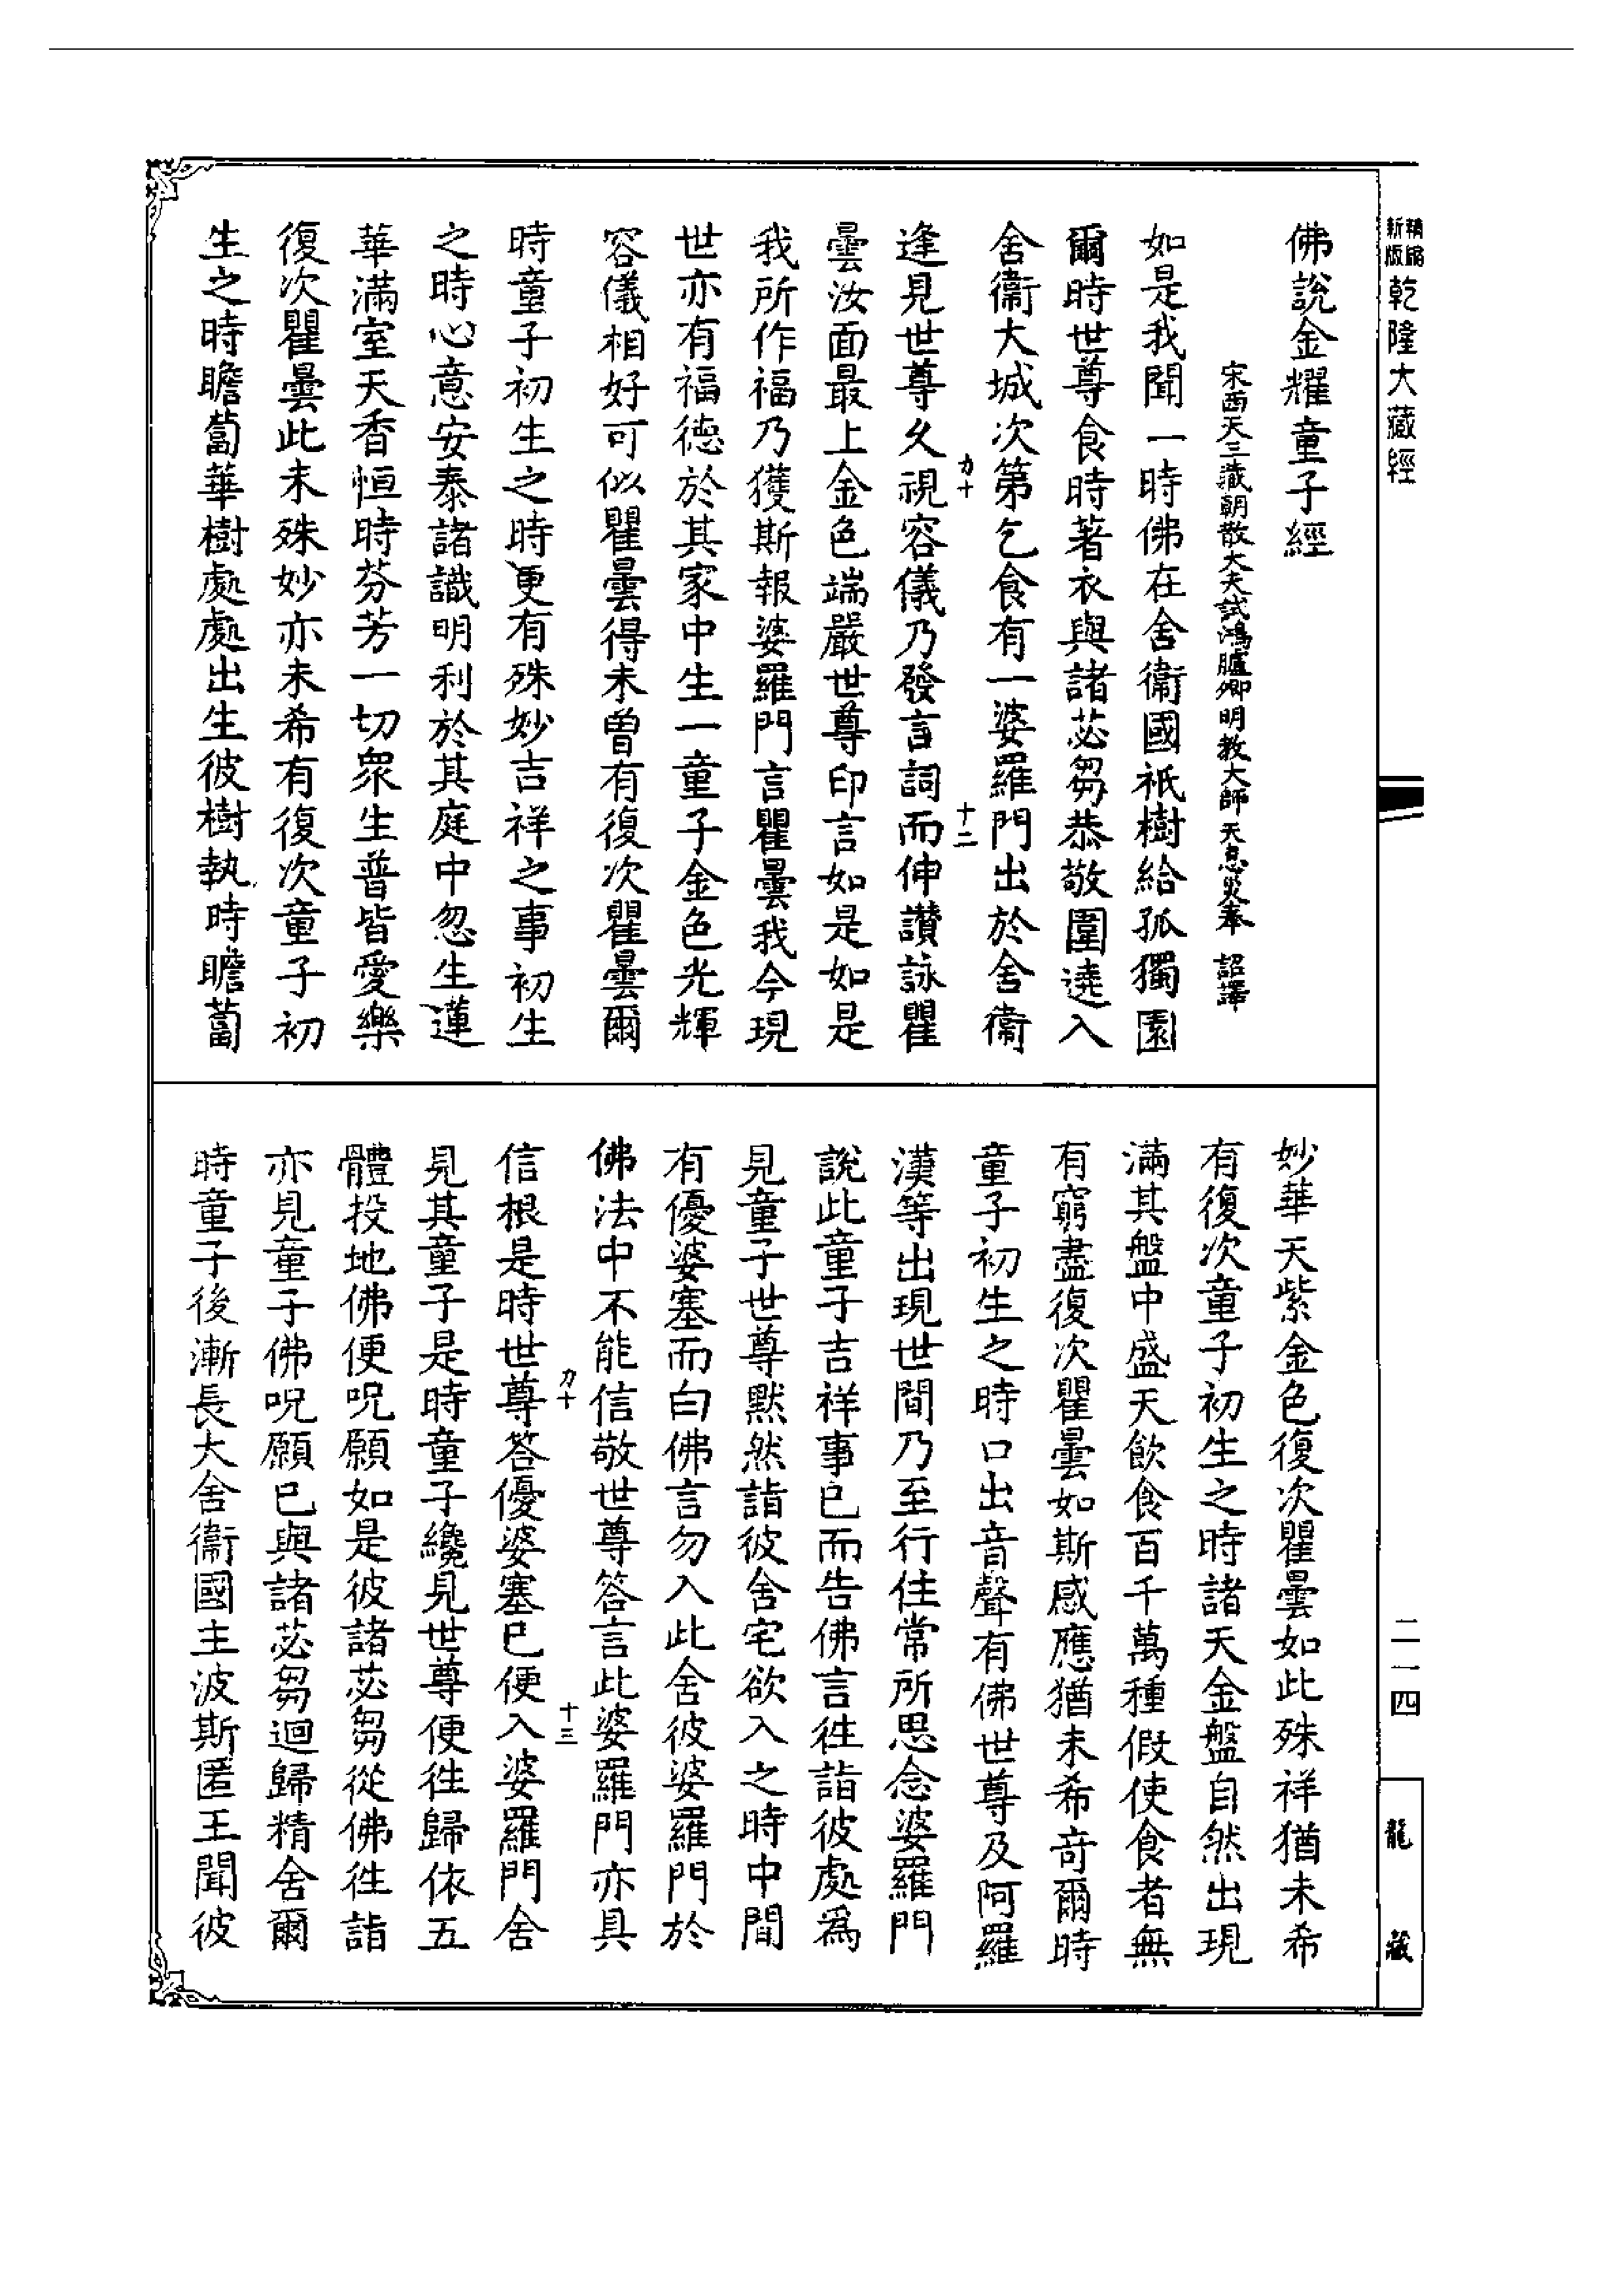 精縮新版乾隆大藏經
佛說金耀童子經
宋西天三藏朝散大夫試鴻臚卿明教大師天息災奉 詔譯
如是我聞一時佛在舍衞國祇樹給孤獨園
爾時世尊食時著衣與諸苾芻恭敬圍遶入
舍衞大城次第乞食有一婆羅門出於舍衞
力十 十二
逢見世尊久視容儀乃發言詞而伸讚詠瞿
曇汝面最上金色端嚴世尊印言如是如是
我所作福乃獲斯報婆羅門言瞿曇我今現
世亦有福德於其家中生一童子金色光輝
容儀相好可似瞿曇得未曾有復次瞿曇爾
時童子初生之時更有殊妙吉祥之事初生
之時心意安泰諸識明利於其庭中忽生蓮
華滿室天香恒時芬芳一切眾生普皆愛樂
復次瞿曇此未殊妙亦未希有復次童子初
生之時瞻蔔華樹處處出生彼樹執時瞻蔔
妙華天紫金色復次瞿曇如此殊祥猶未希
有復次童子初生之時諸天金盤自然出現
滿其盤中盛天飲食百千萬種假使食者無
有窮盡復次瞿曇如斯感應猶未希奇爾時
童子初生之時口出音聲有佛世尊及阿羅
漢等出現世間乃至行住常所思念婆羅門
說此童子吉祥事已而告佛言往詣彼處爲
見童子世尊默然詣彼舍宅欲入之時中間
有優婆塞而白佛言勿入此舍彼婆羅門於
佛法中不能信敬世尊答言此婆羅門亦具
力十 十三
信根是時世尊答優婆塞已便入婆羅門舍
見其童子是時童子纔見世尊便往歸依五
體投地佛便呪願如是彼諸苾芻從佛往詣
亦見童子佛呪願已與諸苾芻迴歸精舍爾
時童子後漸長大舍衞國主波斯匿王聞彼
二一四
龍藏